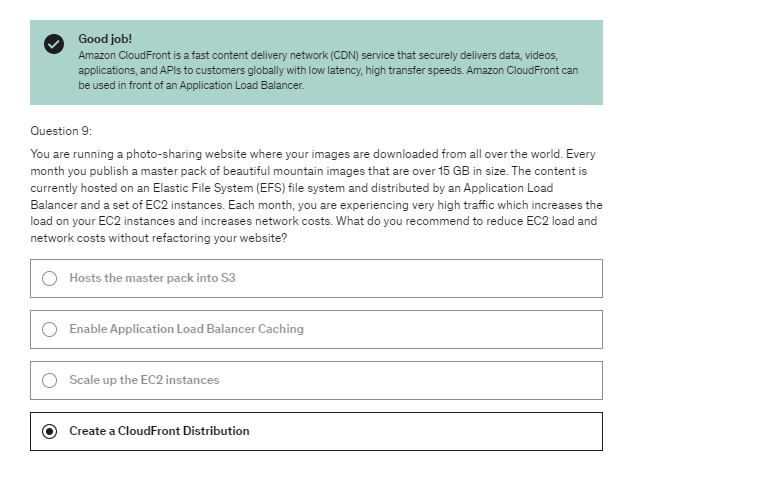 Good job!
Amazon CloudFront is a fast content delivery network (CDN) service that securely delivers data, videos,
applications, and APIs to customers globally with low latency, high transfer speeds. Amazon CloudFront can
be used in front of an Application Load Balancer.
Question 9:
You are running a photo-sharing website where your images are downloaded from all over the world. Every
month you publish a master pack of beautiful mountain images that are over 15 GB in size. The content is
currently hosted on an Elastic File System (EFS) file system and distributed by an Application Load
Balancer and a set of EC2 instances. Each month, you are experiencing very high traffic which increases the
load on your EC2 instances and increases network costs. What do you recommend to reduce EC2 load and
network costs without refactoring your website?
Hosts the master pack into S3
Enable Application Load Balancer Caching
Scale up the EC2 instances
Create a CloudFront Distribution